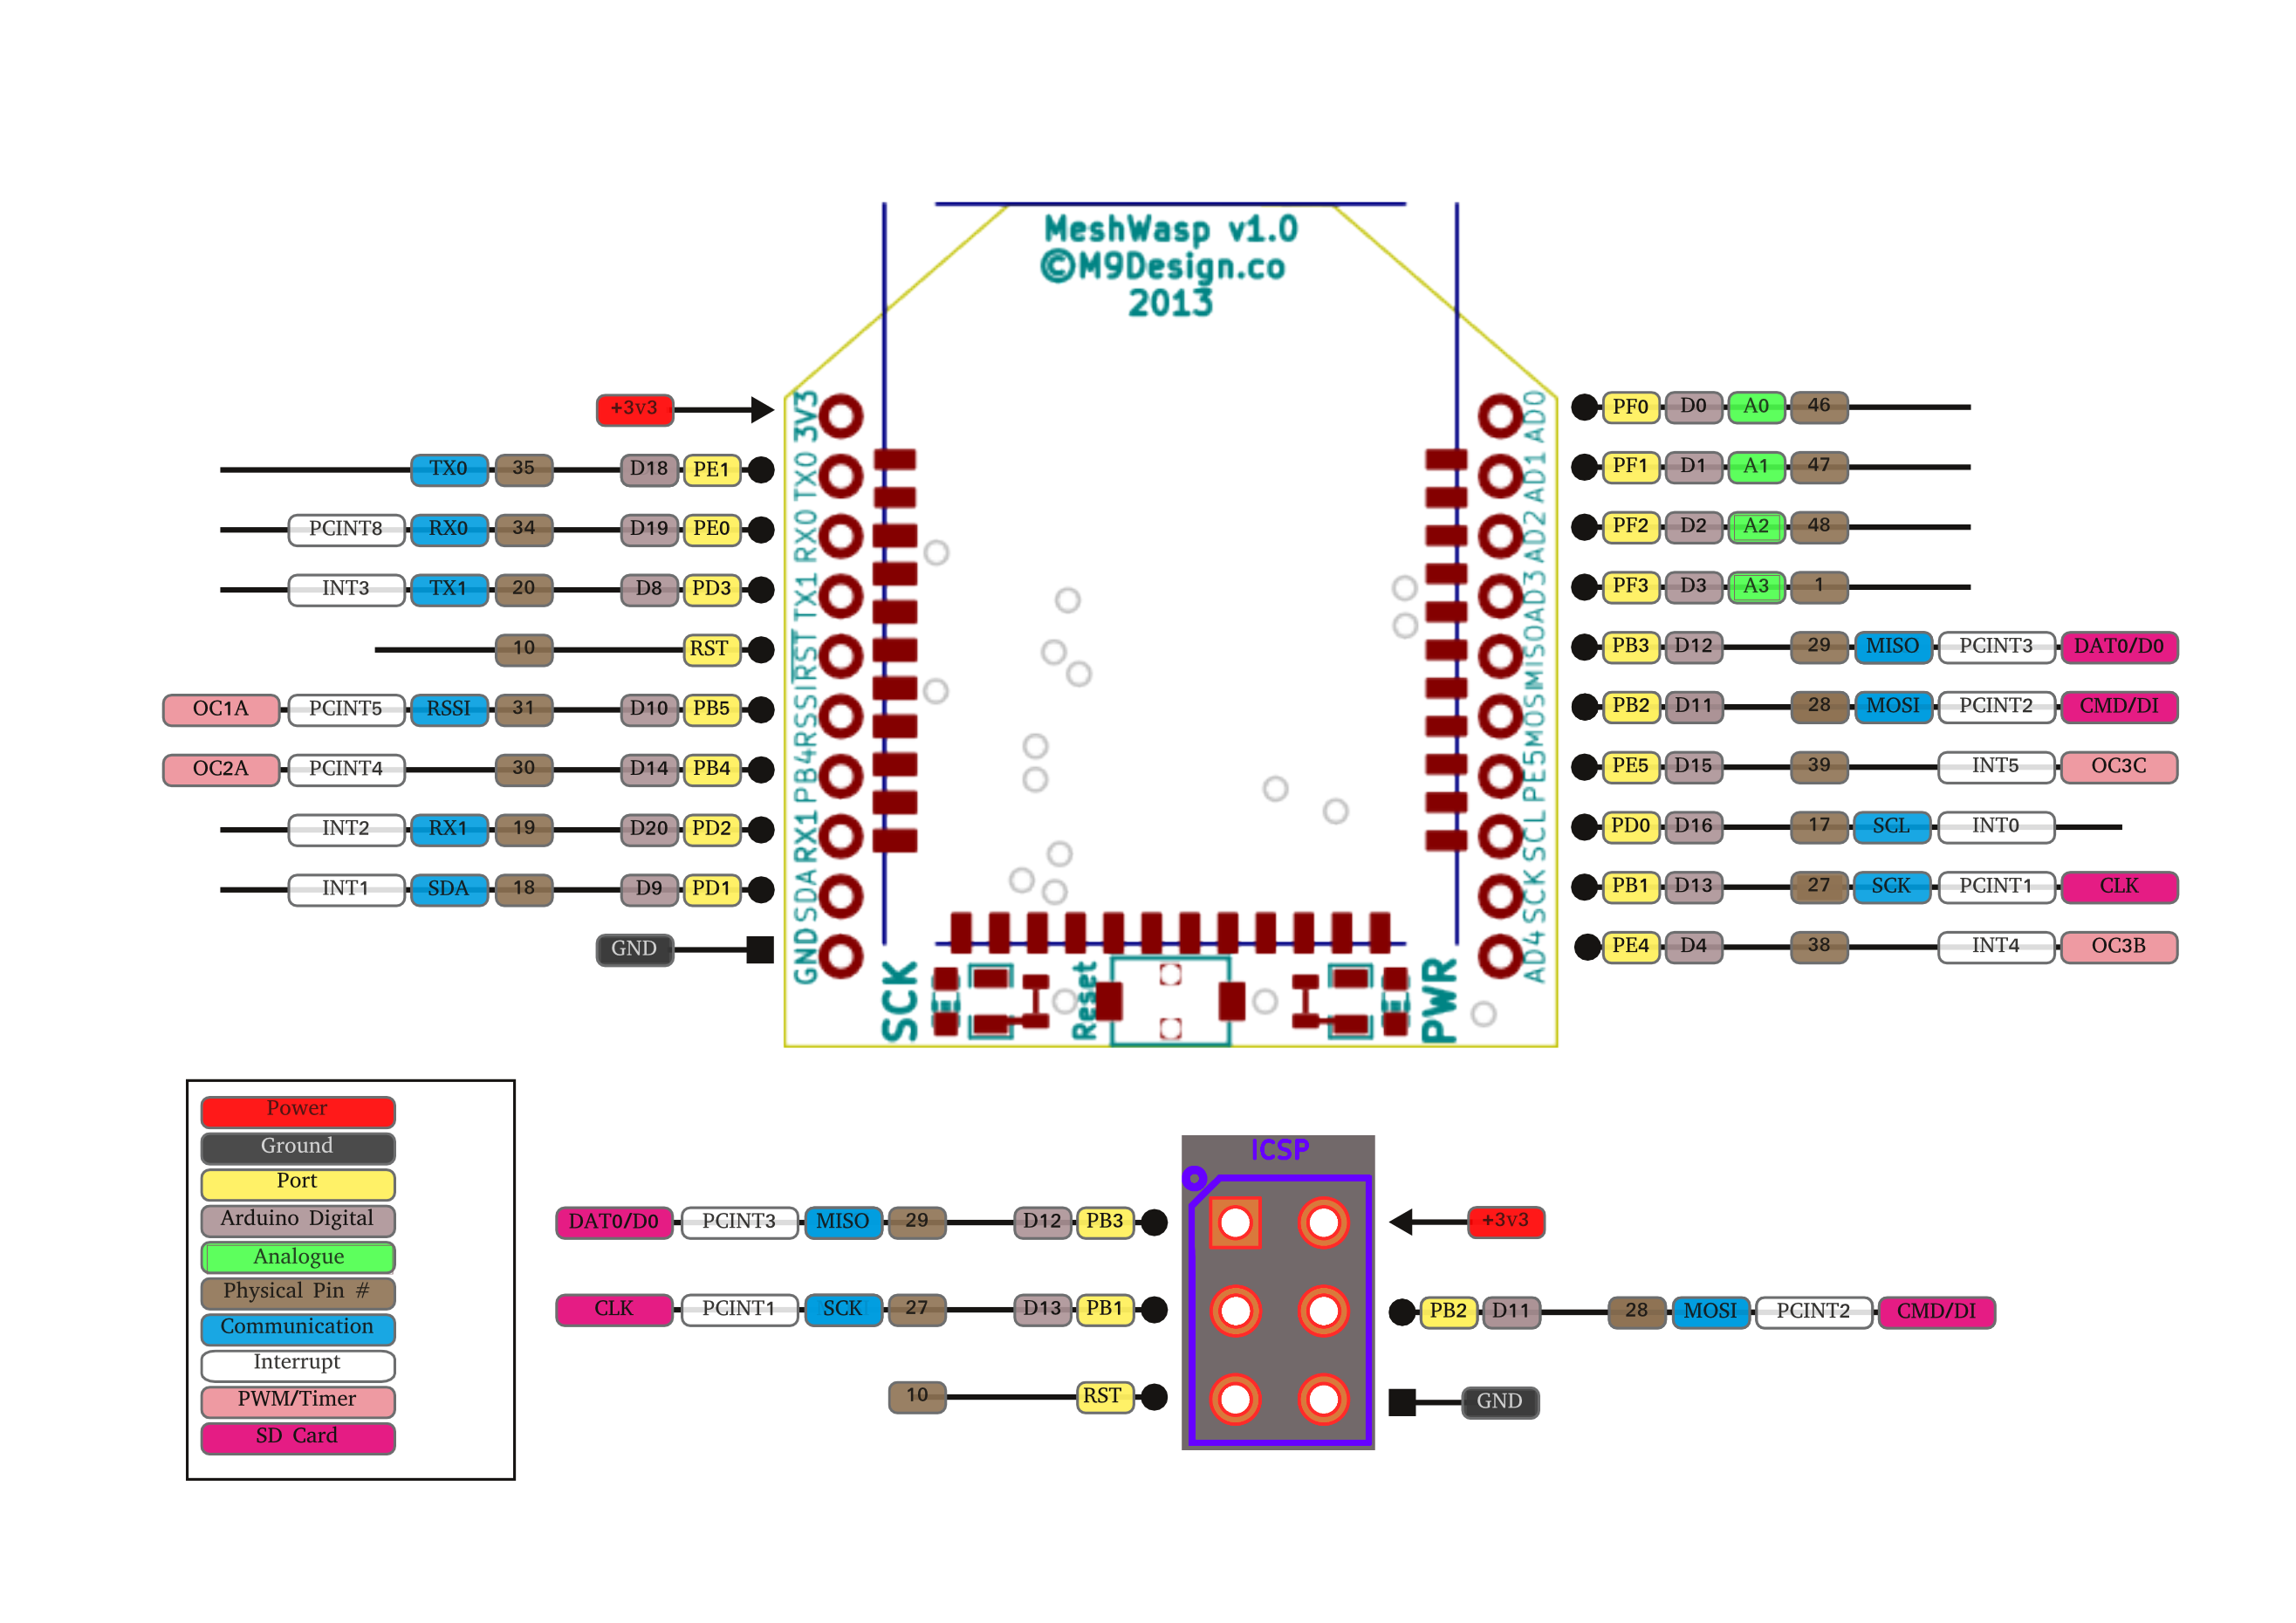 MeshWasp v1.0
©M9Design.co
2013
+3v3
TX0 35 D18 PE1
PCINT8 RX0 34 D19 PE0
INT3 TX1 20 D8 PD3
10 RST
OC1A PCINT5 RSSI 31 D10 PB5
OC2A PCINT4 30 D14 PB4
INT2 RX1 19 D20 PD2
INT1 SDA 18 D9 PD1
GND
3V3
TX0
RX0
TX1
RST
RSSI
PB4
RX1
SDA
GND
AD0
AD1
AD2
AD3
MISO
MOSI
PE5
SCL
SCK
AD4
PF0 D0 A0 46
PF1 D1 A1 47
PF2 D2 A2 48
PF3 D3 A3 1
PB3 D12 29 MISO PCINT3 DAT0/D0
PB2 D11 28 MOSI PCINT2 CMD/DI
PE5 D15 39 INT5 OC3C
PD0 D16 17 SCL INT0
PB1 D13 27 SCK PCINT1 CLK
PE4 D4 38 INT4 OC3B
SCK
Reset
PWR
Power
Ground
Port
Arduino Digital
Analogue
Physical Pin #
Communication
Interrupt
PWM/Timer
SD Card
ICSP
DAT0/D0 PCINT3 MISO 29 D12 PB3
CLK PCINT1 SCK 27 D13 PB1
10 RST
+3v3
PB2 D11 28 MOSI PCINT2 CMD/DI
GND